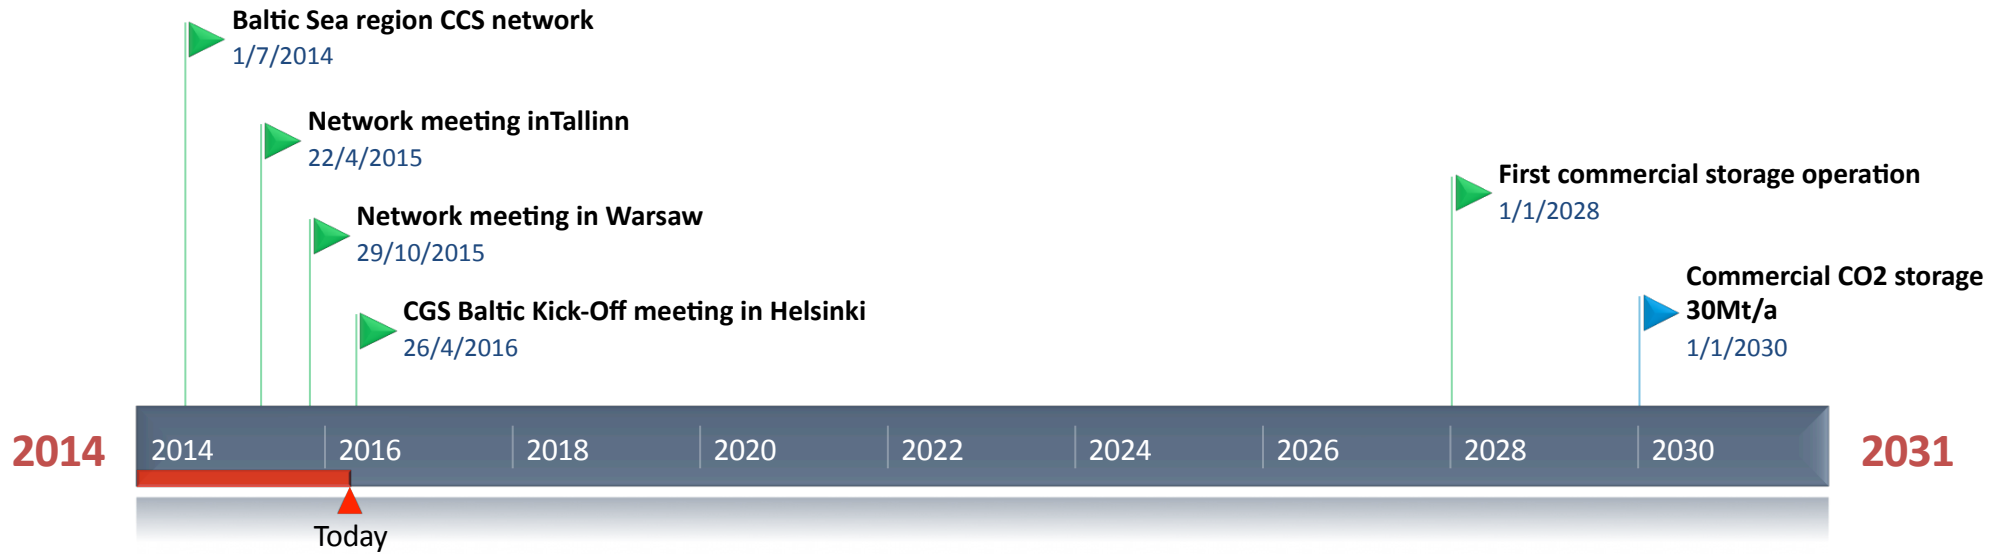 Baltic Sea region CCS network
1/7/2014
Network meeting inTallinn
22/4/2015
Network meeting in Warsaw
29/10/2015
CGS Baltic Kick-Off meeting in Helsinki
26/4/2016
First commercial storage operation
1/1/2028
Commercial CO2 storage
30Mt/a
1/1/2030
2014
2014 2016 2018 2020 2022 2024 2026 2028 2030
2031
Today